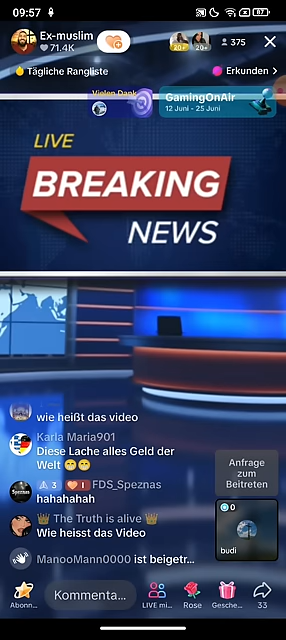 09:57
87
Ex-muslim
71.4K
20+
20+
375
Tägliche Rangliste
Erkunden
Vielen Dank
GamingOnAir
12 Juni - 25 Juni
LIVE
BREAKING
NEWS
wie heißt das video
Karla Maria901
Diese Lache alles Geld der
Welt 😁😁
3 1 FDS_Speznas
hahahahah
👑 The Truth is alive 👑
Wie heisst das Video
ManooMann0000 ist beigetr...
Anfrage
zum
Beitreten
0
budi
Abonn...
Kommenta...
LIVE mi...
Rose
Gesche...
33